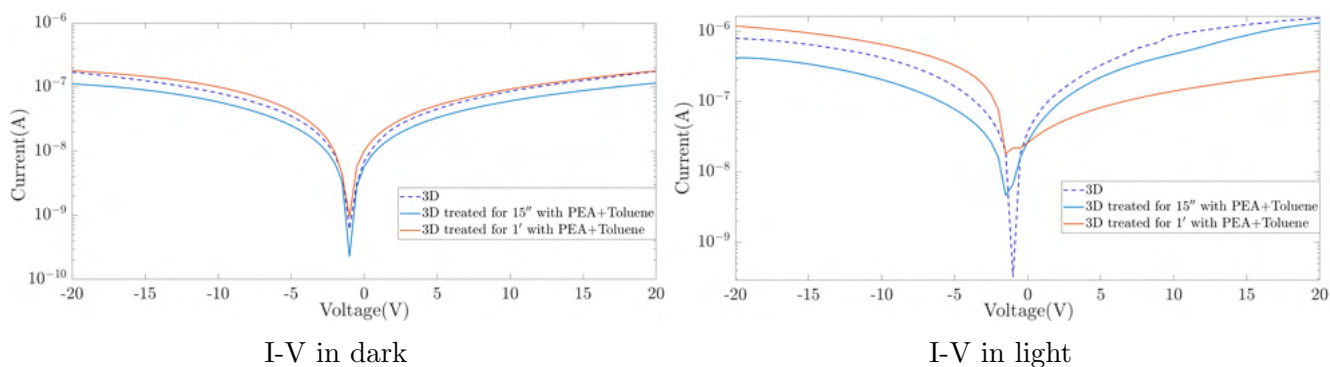 10^{-6}
10^{-7}
10^{-8}
10^{-9}
10^{-10}
Current(A)
-20 -15 -10 -5 0 5 10 15 20
Voltage(V)
3D
3D treated for 15″ with PEA+Toluene
3D treated for 1′ with PEA+Toluene
I-V in dark
10^{-6}
10^{-7}
10^{-8}
10^{-9}
Current(A)
-20 -15 -10 -5 0 5 10 15 20
Voltage(V)
3D
3D treated for 15″ with PEA+Toluene
3D treated for 1′ with PEA+Toluene
I-V in light